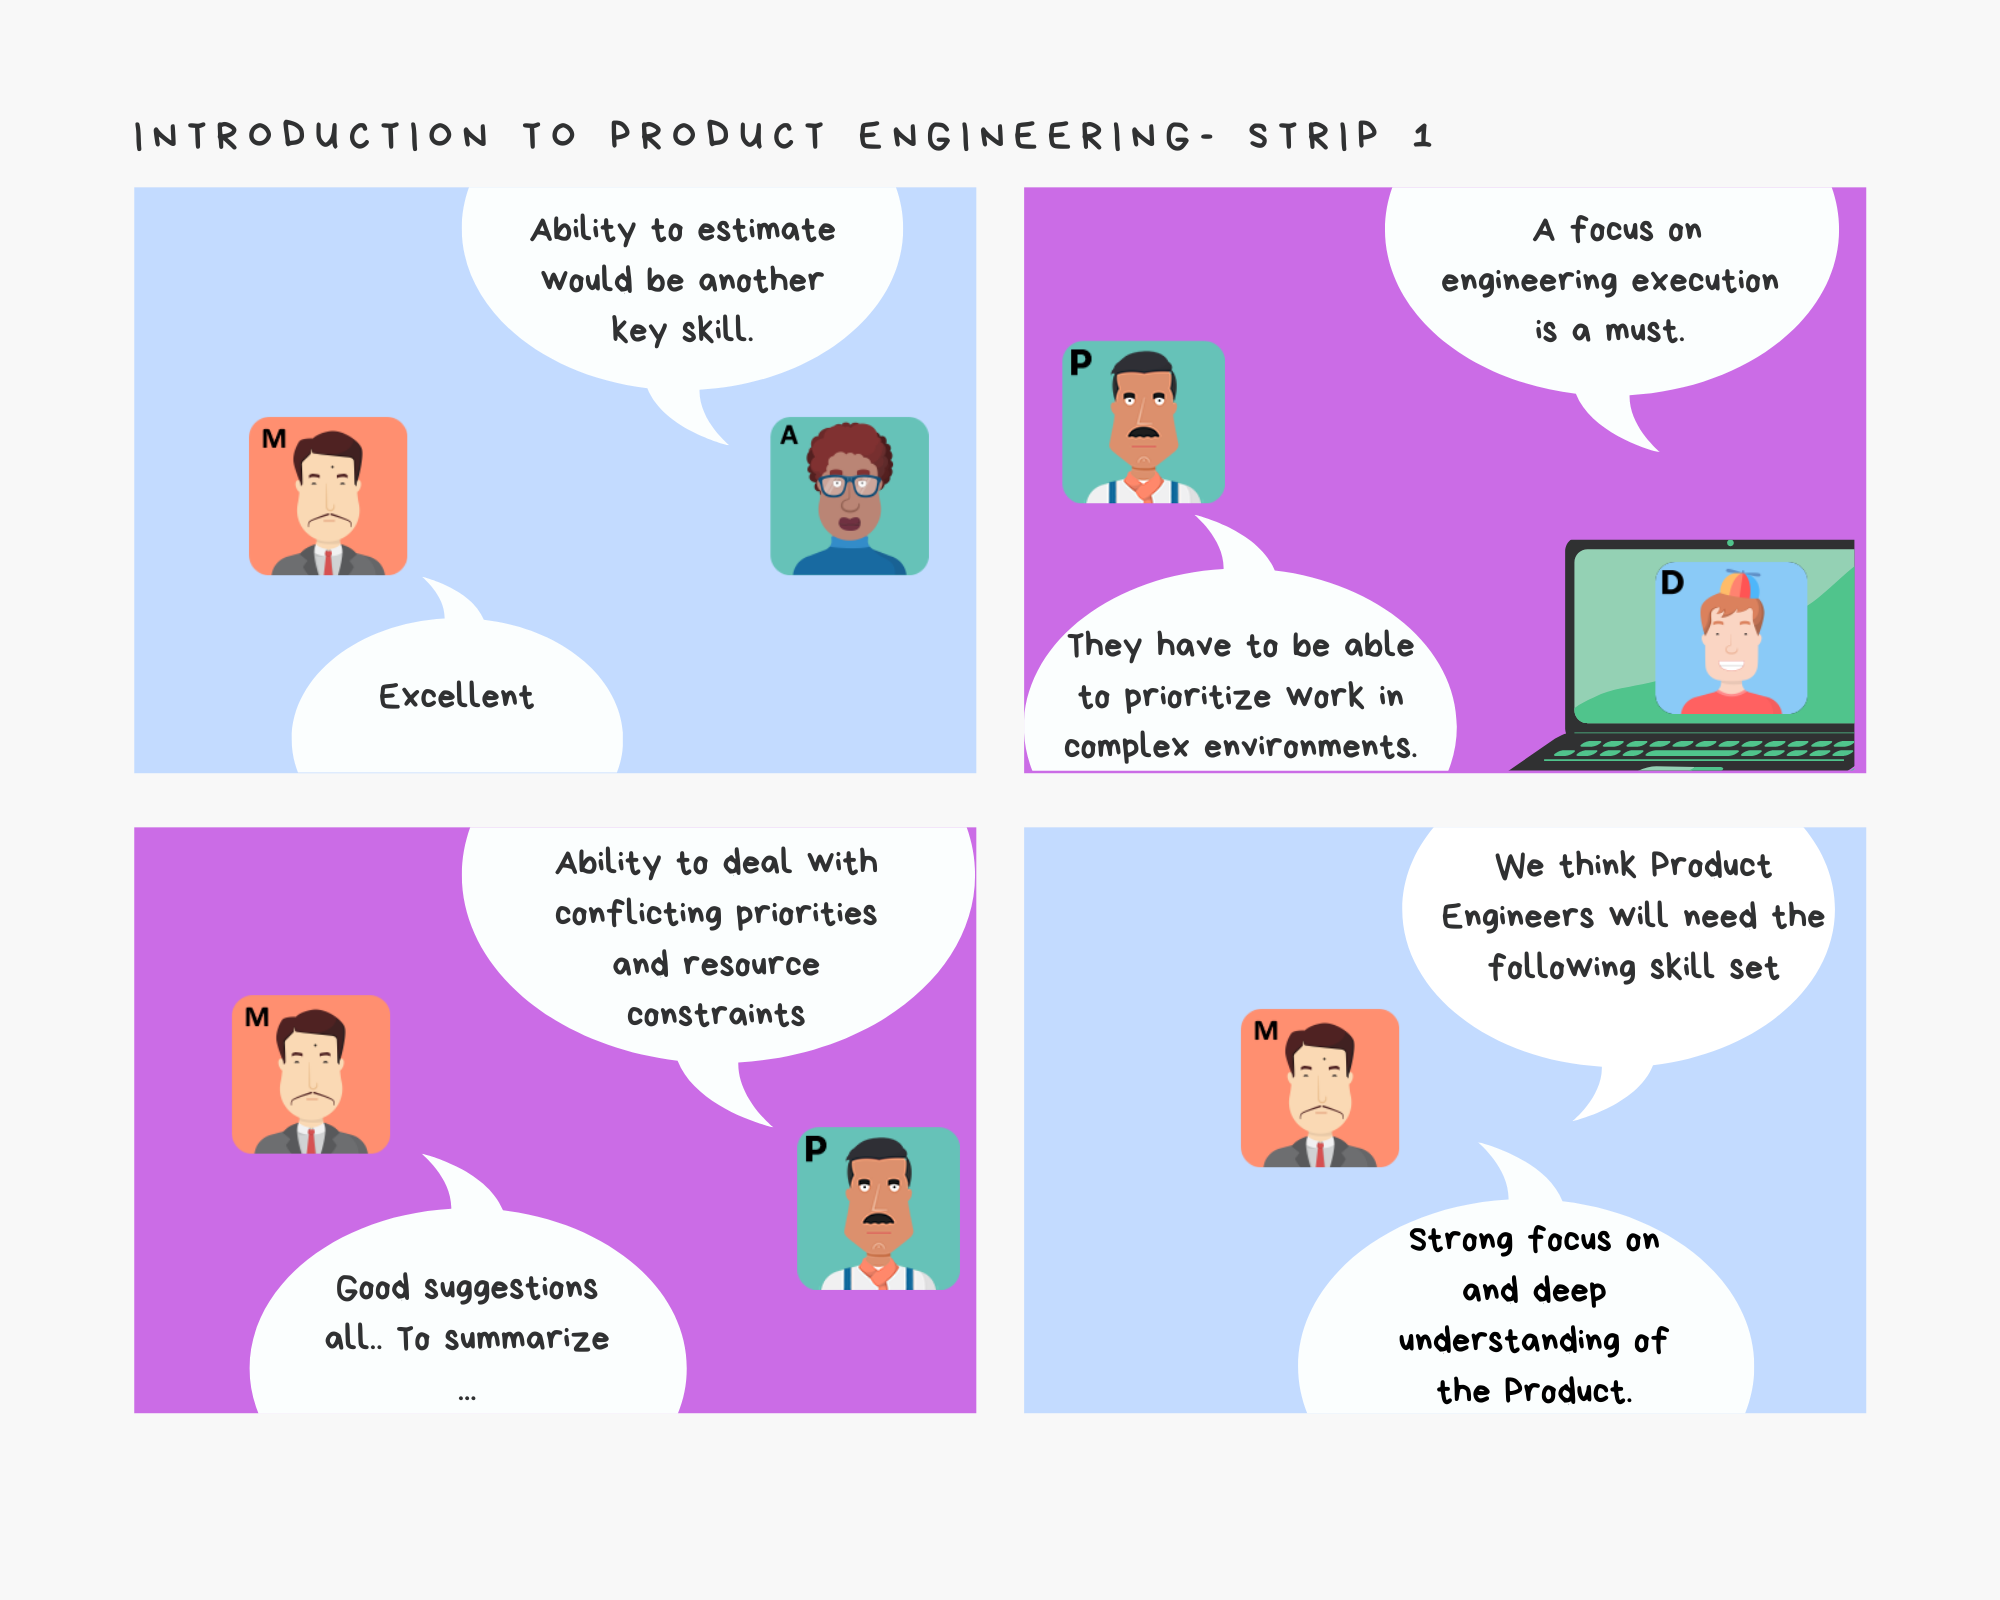 INTRODUCTION TO PRODUCT ENGINEERING- STRIP 1
Ability to estimate
would be another
key skill.
M
A
Excellent
A focus on
engineering execution
is a must.
P
D
They have to be able
to prioritize work in
complex environments.
Ability to deal with
conflicting priorities
and resource
constraints
M
P
Good suggestions
all.. To summarize
...
We think Product
Engineers will need the
following skill set
M
Strong focus on
and deep
understanding of
the Product.